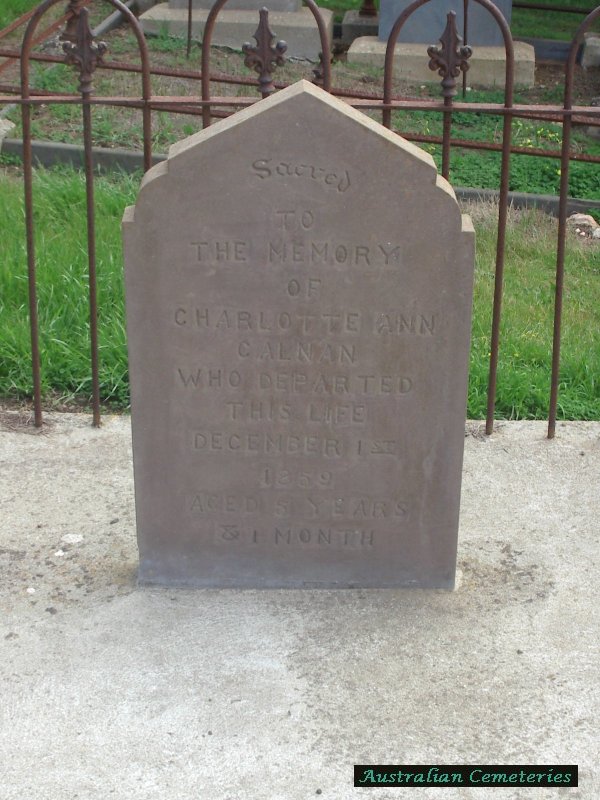 Sacred
TO
THE MEMORY
OF
CHARLOTTE ANN
CALNAN
WHO DEPARTED
THIS LIFE
DECEMBER 1ST
1859
AGED 5 YEARS
& 1 MONTH
Australian Cemeteries